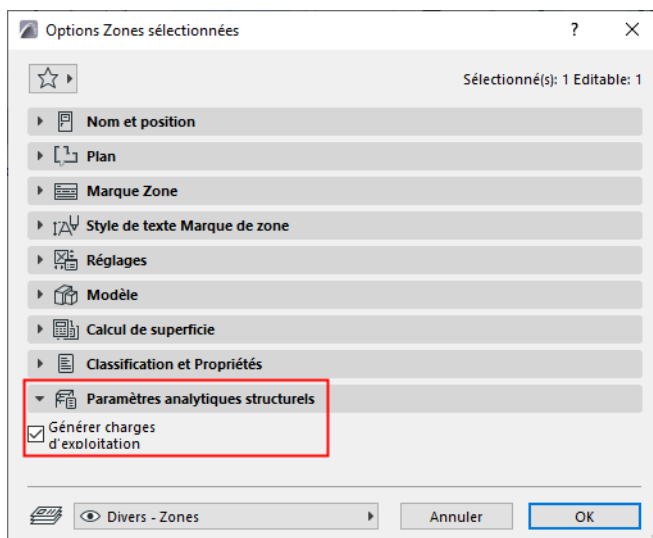 Options Zones sélectionnées
Sélectionné(s): 1 Editable: 1
Nom et position
Plan
Marque Zone
Style de texte Marque de zone
Réglages
Modèle
Calcul de superficie
Classification et Propriétés
Paramètres analytiques structurels
Générer charges
d'exploitation
Divers - Zones
Annuler
OK